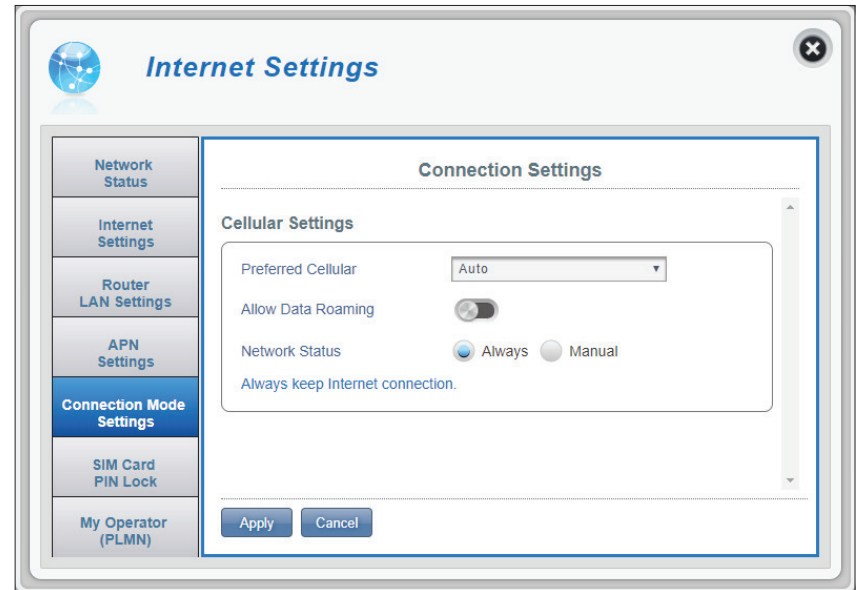 Internet Settings
Network
Status
Internet
Settings
Router
LAN Settings
APN
Settings
Connection Mode
Settings
SIM Card
PIN Lock
My Operator
(PLMN)
Connection Settings
Cellular Settings
Preferred Cellular Auto
Allow Data Roaming
Network Status Always Manual
Always keep Internet connection.
Apply Cancel